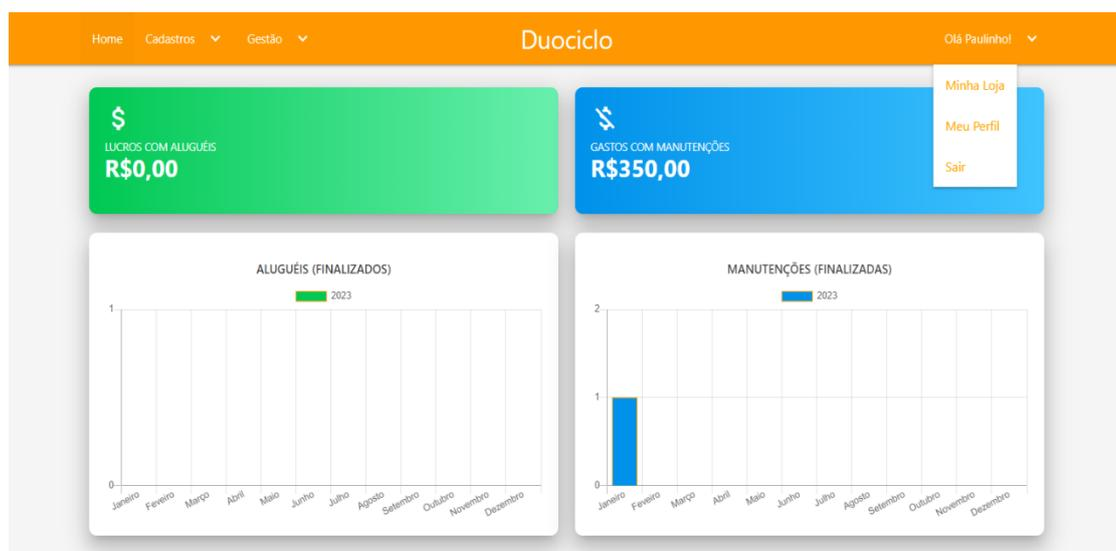 Home Cadastros Gestão Duociclo Olá Paulinho!
Minha Loja
Meu Perfil
Sair
LUCROS COM ALUGUÉIS
R$0,00
GASTOS COM MANUTENÇÕES
R$350,00
ALUGUÉIS (FINALIZADOS)
2023
1
0
Janeiro Feveiro Março Abril Maio Junho Julho Agosto Setembro Outubro Novembro Dezembro
MANUTENÇÕES (FINALIZADAS)
2023
2
1
0
Janeiro Feveiro Março Abril Maio Junho Julho Agosto Setembro Outubro Novembro Dezembro